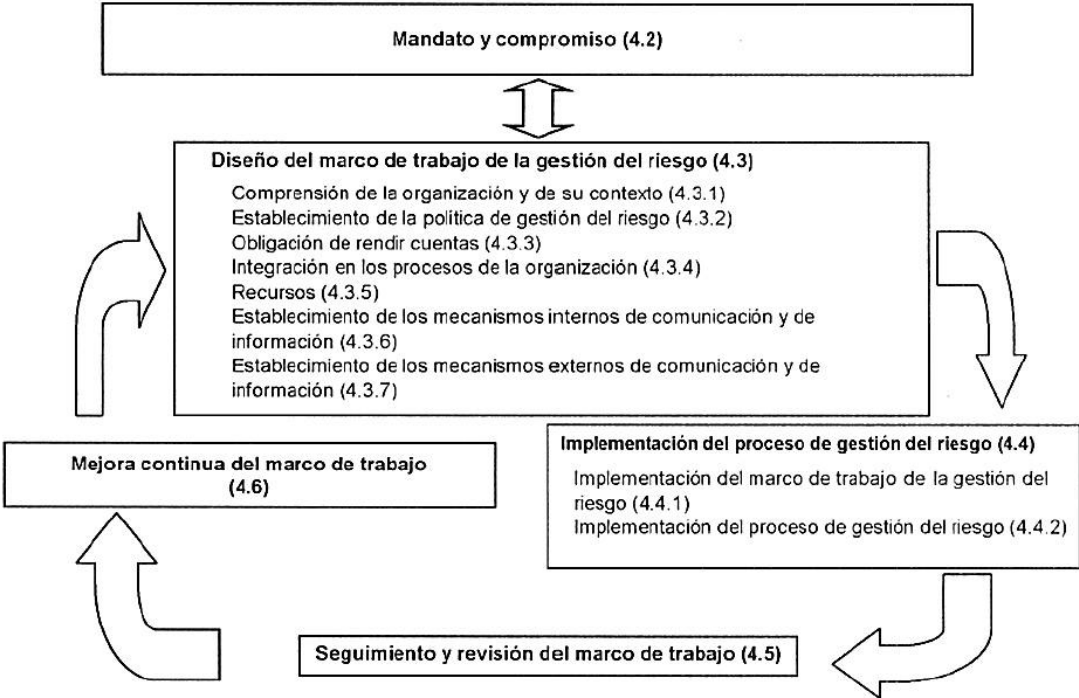 Mandato y compromiso (4.2)
Diseño del marco de trabajo de la gestión del riesgo (4.3)
Comprensión de la organización y de su contexto (4.3.1)
Establecimiento de la política de gestión del riesgo (4.3.2)
Obligación de rendir cuentas (4.3.3)
Integración en los procesos de la organización (4.3.4)
Recursos (4.3.5)
Establecimiento de los mecanismos internos de comunicación y de
información (4.3.6)
Establecimiento de los mecanismos externos de comunicación y de
información (4.3.7)
Implementación del proceso de gestión del riesgo (4.4)
Implementación del marco de trabajo de la gestión del
riesgo (4.4.1)
Implementación del proceso de gestión del riesgo (4.4.2)
Seguimiento y revisión del marco de trabajo (4.5)
Mejora continua del marco de trabajo
(4.6)